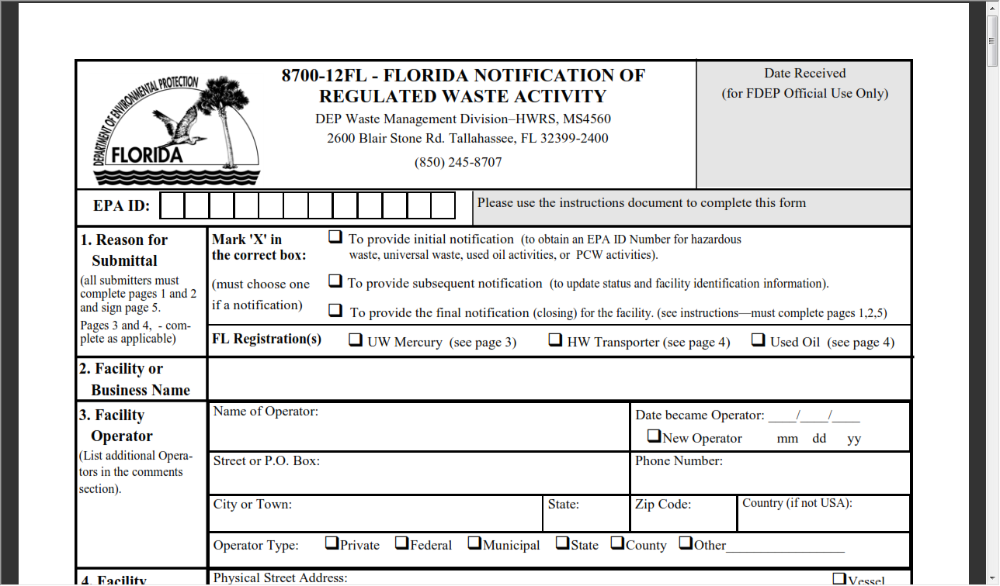 DEPARTMENT OF ENVIRONMENTAL PROTECTION
FLORIDA
8700-12FL - FLORIDA NOTIFICATION OF
REGULATED WASTE ACTIVITY
DEP Waste Management Division–HWRS, MS4560
2600 Blair Stone Rd. Tallahassee, FL 32399-2400
(850) 245-8707
Date Received
(for FDEP Official Use Only)
EPA ID:
Please use the instructions document to complete this form
1. Reason for
Submittal
(all submitters must
complete pages 1 and 2
and sign page 5.
Pages 3 and 4, - com-
plete as applicable)
Mark 'X' in
the correct box:
(must choose one
if a notification)
To provide initial notification (to obtain an EPA ID Number for hazardous
waste, universal waste, used oil activities, or PCW activities).
To provide subsequent notification (to update status and facility identification information).
To provide the final notification (closing) for the facility. (see instructions—must complete pages 1,2,5)
FL Registration(s) UW Mercury (see page 3) HW Transporter (see page 4) Used Oil (see page 4)
2. Facility or
Business Name
3. Facility
Operator
(List additional Opera-
tors in the comments
section).
Name of Operator:
Date became Operator: ____/____/____
New Operator mm dd yy
Street or P.O. Box:
Phone Number:
City or Town:
State:
Zip Code:
Country (if not USA):
Operator Type: Private Federal Municipal State County Other_________________
4. Facility
Physical Street Address:
Vessel